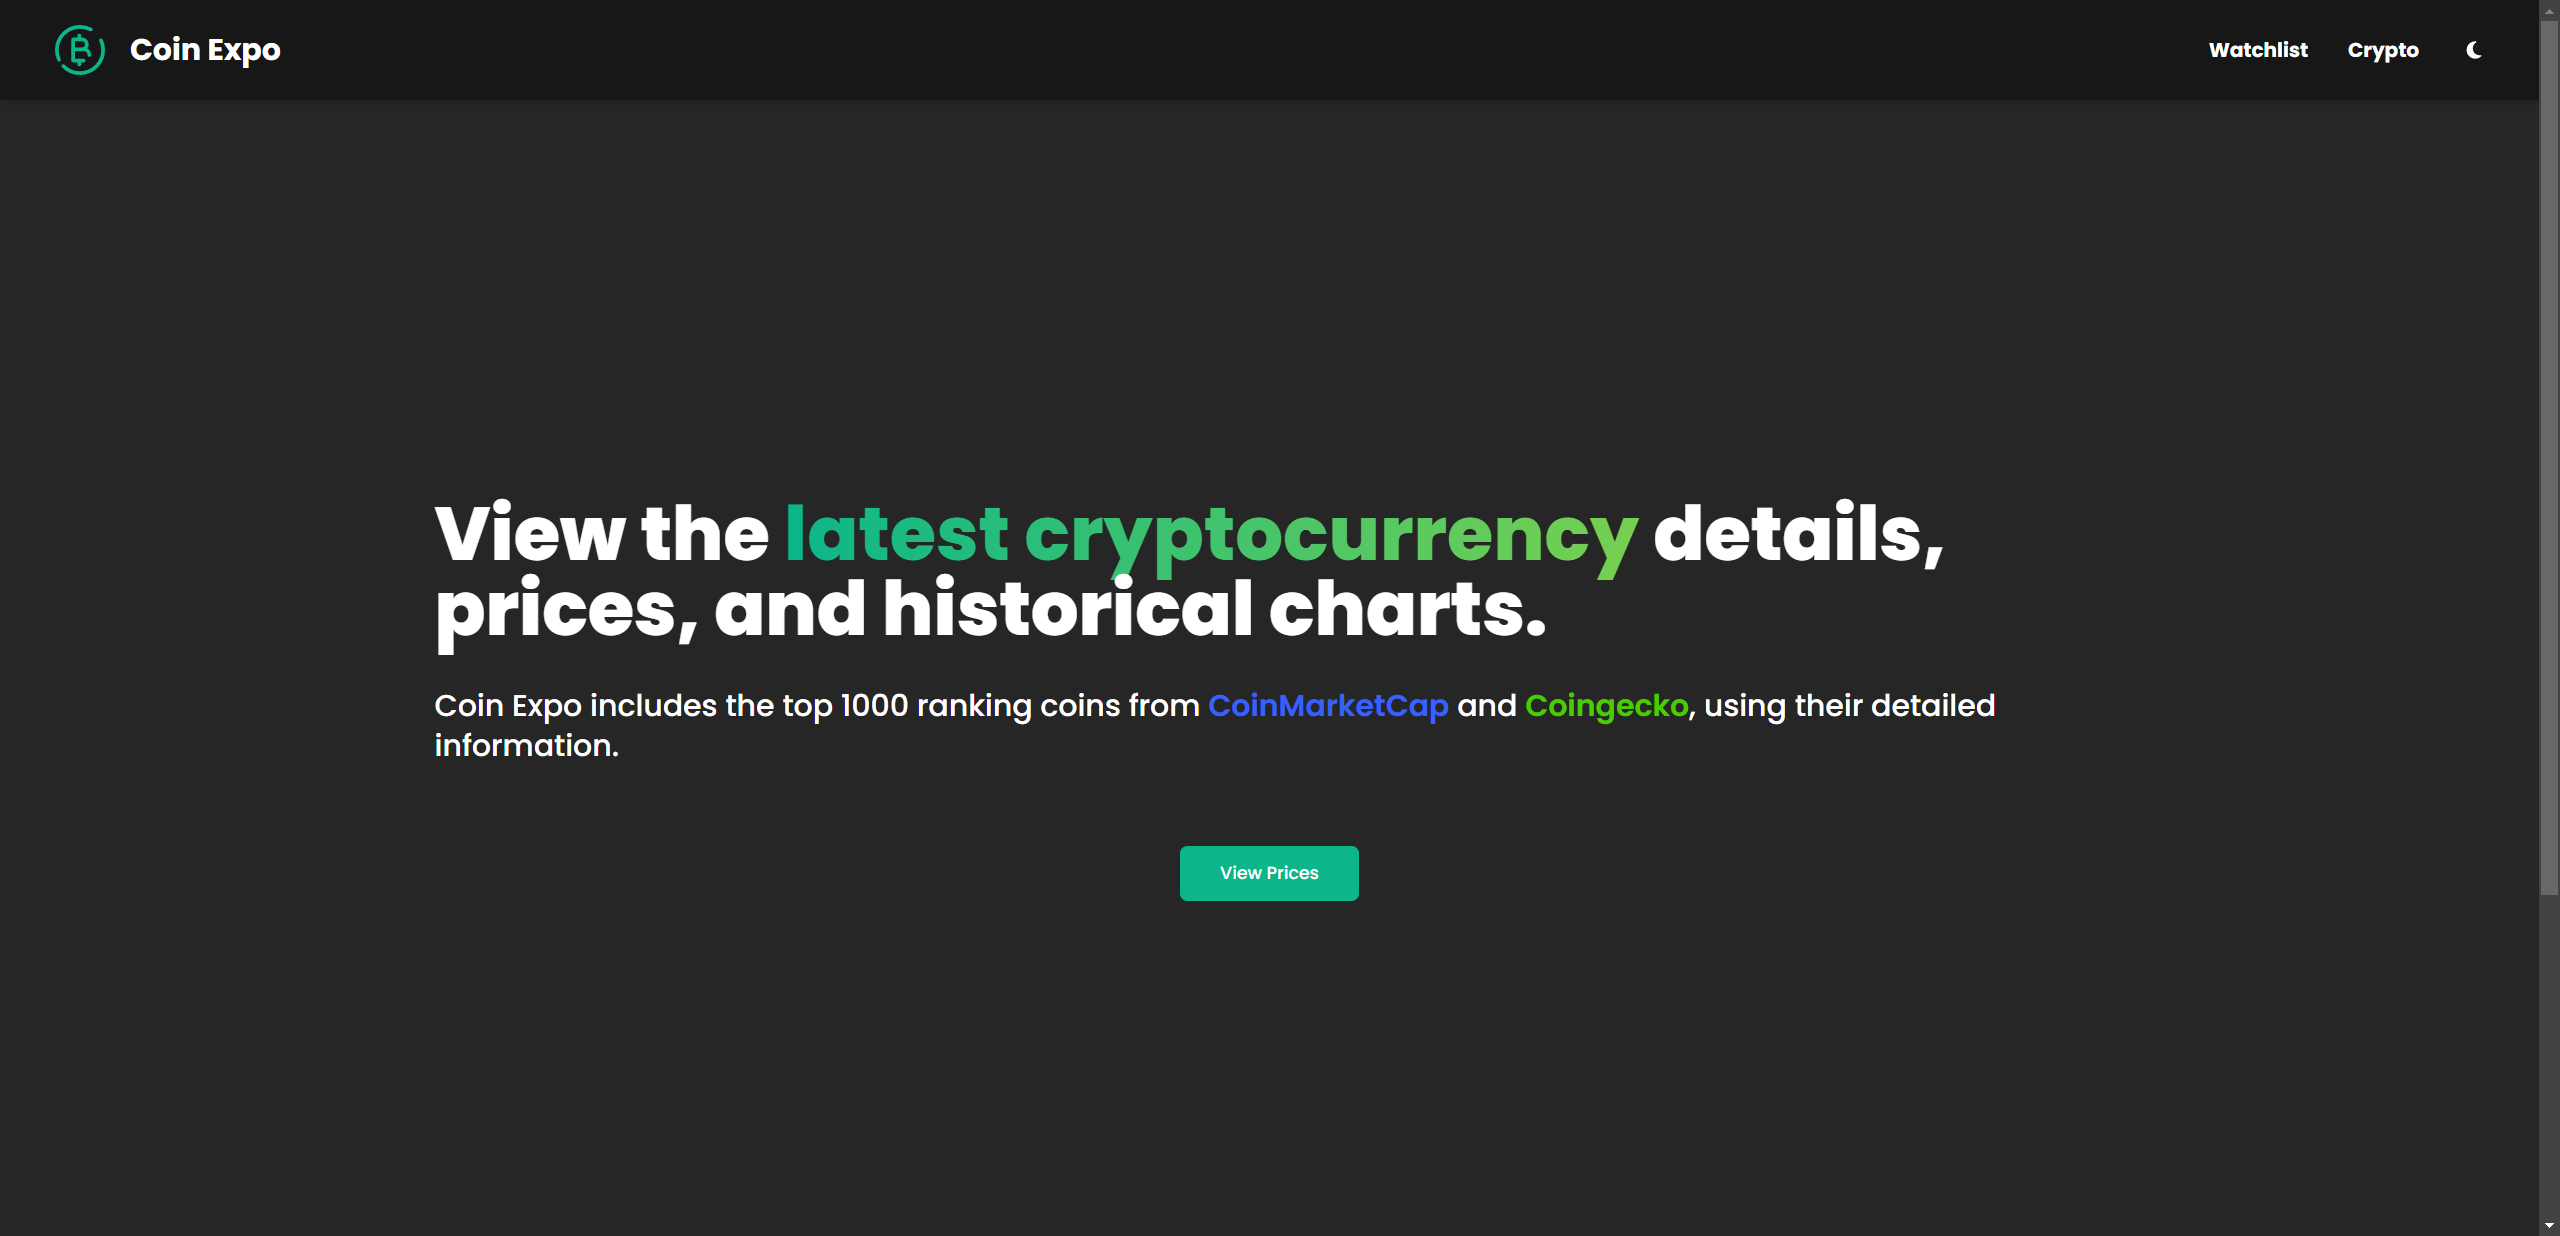 Coin Expo
Watchlist
Crypto
View the latest cryptocurrency details,
prices, and historical charts.
Coin Expo includes the top 1000 ranking coins from CoinMarketCap and Coingecko, using their detailed
information.
View Prices